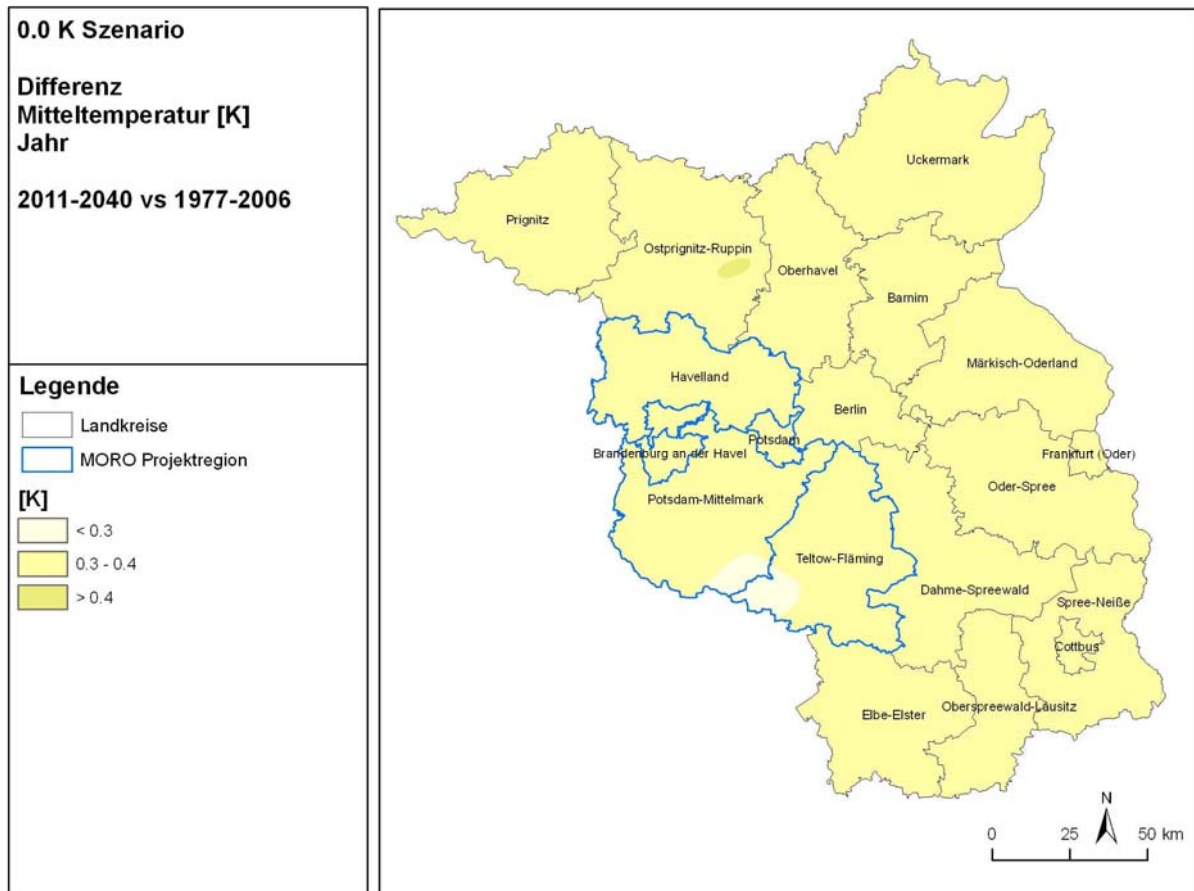 0.0 K Szenario
Differenz
Mitteltemperatur [K]
Jahr
2011-2040 vs 1977-2006
Legende
Landkreise
MORO Projektregion
[K]
< 0.3
0.3 - 0.4
> 0.4
Uckermark
Prignitz
Ostprignitz-Ruppin
Oberhavel
Barnim
Märkisch-Oderland
Havelland
Berlin
Potsdam
Brandenburg an der Havel
Frankfurt (Oder)
Oder-Spree
Potsdam-Mittelmark
Teltow-Fläming
Dahme-Spreewald
Spree-Neiße
Cottbus
Oberspreewald-Lausitz
Elbe-Elster
N
0 25 50 km